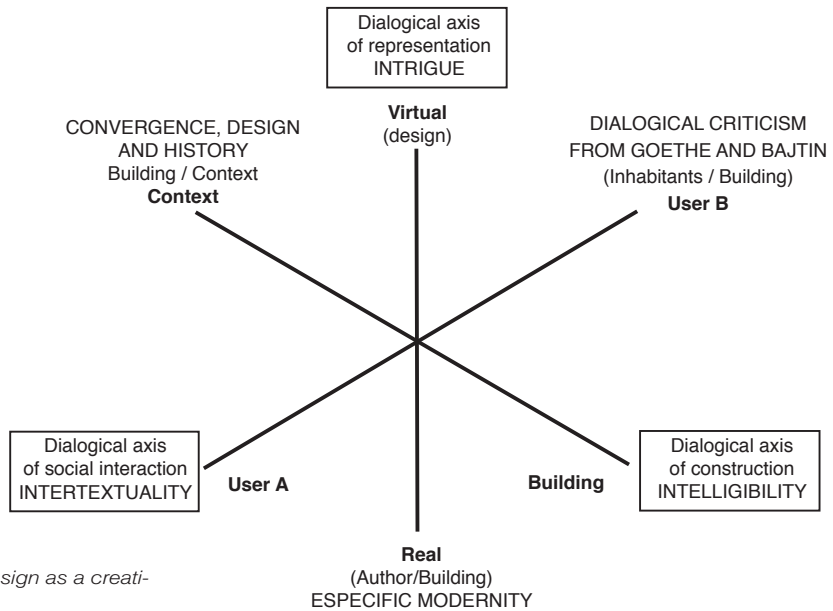 Dialogical axis
of representation
INTRIGUE
Virtual
(design)
CONVERGENCE, DESIGN
AND HISTORY
Building / Context
Context
DIALOGICAL CRITICISM
FROM GOETHE AND BAJTIN
(Inhabitants / Building)
User B
Dialogical axis
of social interaction
INTERTEXTUALITY
User A
Building
Dialogical axis
of construction
INTELLIGIBILITY
Real
(Author/Building)
ESPECIFIC MODERNITY
sign as a creati-